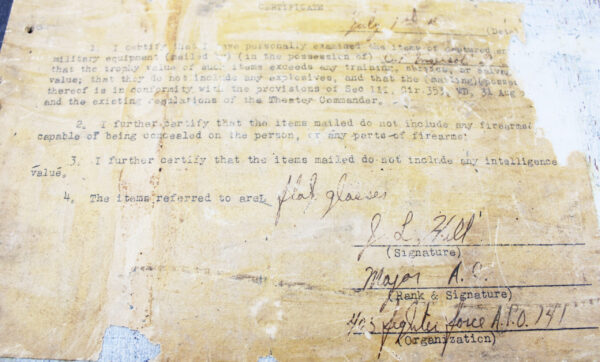 CERTIFICATE
July
1. I certify that I have personally examined the items of captured
military equipment (mailed by) (in the possession of)
that the trophy value of such items exceeds any training, service, or salvage
value; that they do not include any explosives, and that the (mailing)
thereof is in conformity with the provisions of Sec III, Cir 353, WD, 31 Aug
and the existing regulations of the Theater Commander.
2. I further certify that the items mailed do not include any firearms
capable of being concealed on the person, or any parts of firearms
3. I further certify that the items mailed do not include any intelligence
value.
4. The items referred to are: flak glasses
J. L. Hill
(Signature)
Major A.C.
(Rank & Signature)
403 fighter force A.P.O. 141
(Organization)